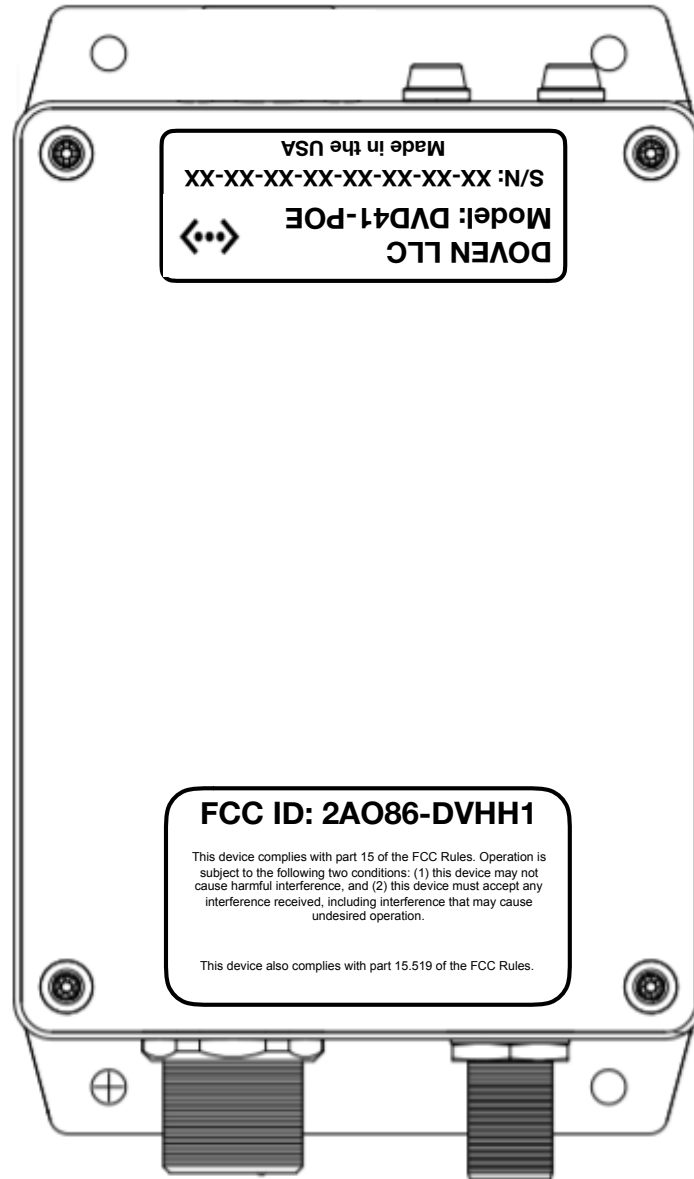 DOVEN LLC
Model: DVD41-POE
S/N: XX-XX-XX-XX-XX-XX-XX-XX
Made in the USA
FCC ID: 2AO86-DVHH1
This device complies with part 15 of the FCC Rules. Operation is
subject to the following two conditions: (1) this device may not
cause harmful interference, and (2) this device must accept any
interference received, including interference that may cause
undesired operation.
This device also complies with part 15.519 of the FCC Rules.